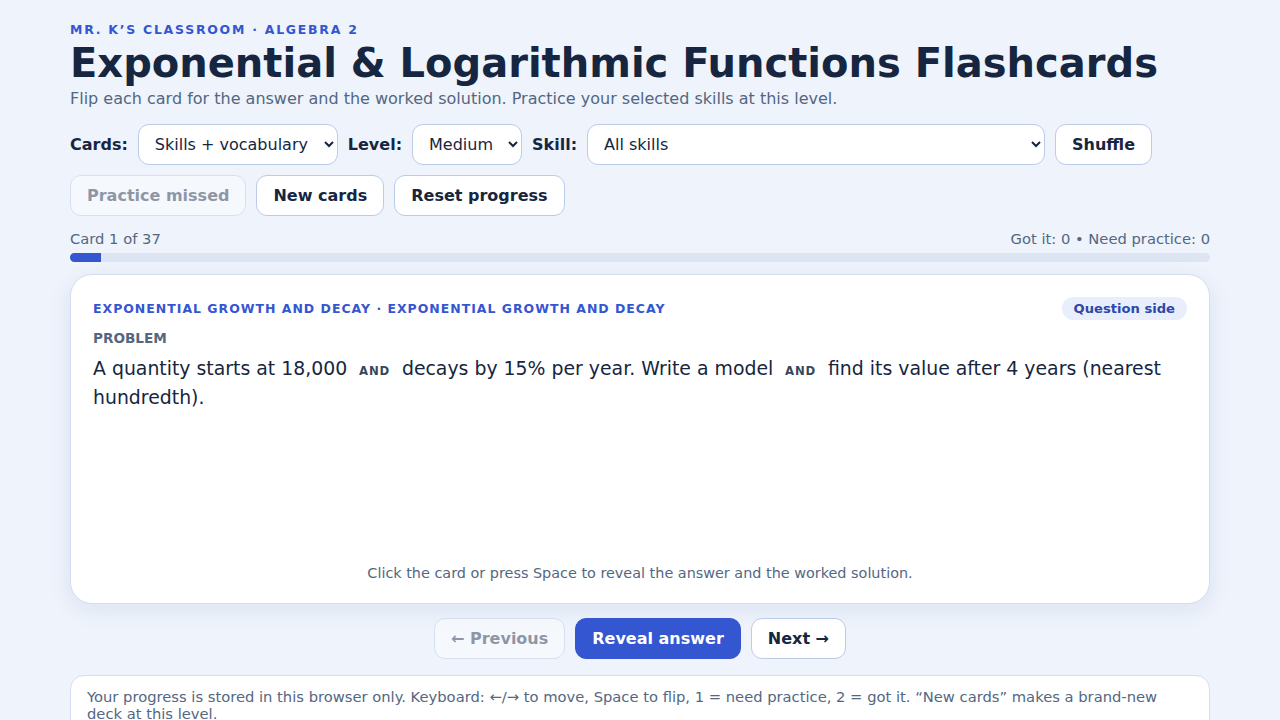 MR. K’S CLASSROOM · ALGEBRA 2
Exponential & Logarithmic Functions Flashcards
Flip each card for the answer and the worked solution. Practice your selected skills at this level.
Cards: Skills + vocabulary Level: Medium Skill: All skills Shuffle
Practice missed New cards Reset progress
Card 1 of 37 Got it: 0 • Need practice: 0
EXPONENTIAL GROWTH AND DECAY · EXPONENTIAL GROWTH AND DECAY Question side
PROBLEM
A quantity starts at 18,000 AND decays by 15% per year. Write a model AND find its value after 4 years (nearest
hundredth).
Click the card or press Space to reveal the answer and the worked solution.
← Previous Reveal answer Next →
Your progress is stored in this browser only. Keyboard: ←/→ to move, Space to flip, 1 = need practice, 2 = got it. “New cards” makes a brand-new
deck at this level.